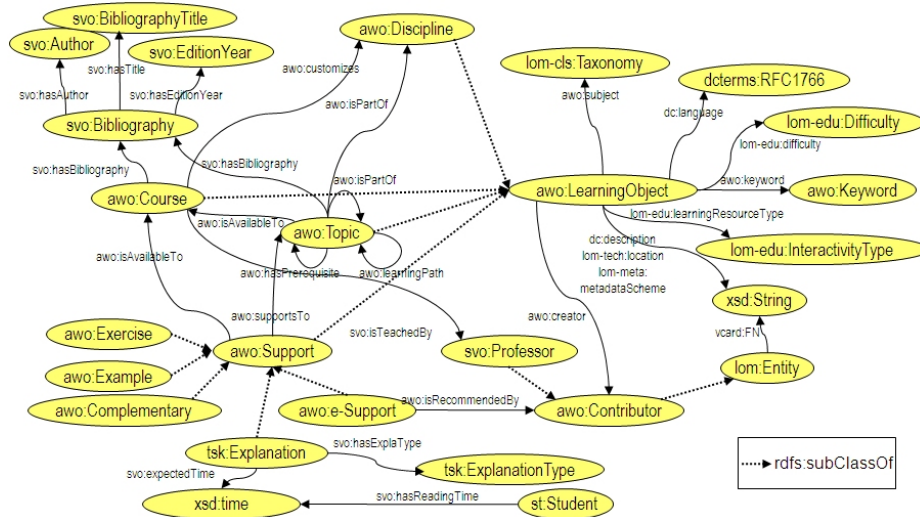 svo:BibliographyTitle
awo:Discipline
svo:Author
svo:EditionYear
svo:hasTitle
svo:hasAuthor
svo:hasEditionYear
awo:customizes
awo:isPartOf
lom-cls:Taxonomy
dcterms:RFC1766
awo:subject
dc:language
lom-edu:Difficulty
lom-edu:difficulty
svo:Bibliography
svo:hasBibliography
svo:hasBibliography
awo:isPartOf
awo:keyword
awo:Course
awo:LearningObject
awo:Keyword
awo:isAvailableTo
awo:Topic
lom-edu:learningResourceType
dc:description
lom-tech:location
lom-meta:
metadataScheme
lom-edu:InteractivityType
awo:isAvailableTo
awo:hasPrerequisite
awo:learningPath
xsd:String
awo:supportsTo
awo:creator
vcard:FN
awo:Exercise
svo:isTeachedBy
awo:Support
svo:Professor
lom:Entity
awo:Example
awo:Complementary
awo:e-Support
awo:isRecommendedBy
awo:Contributor
svo:hasExplaType
tsk:Explanation
svo:expectedTime
tsk:ExplanationType
rdfs:subClassOf
xsd:time
svo:hasReadingTime
st:Student